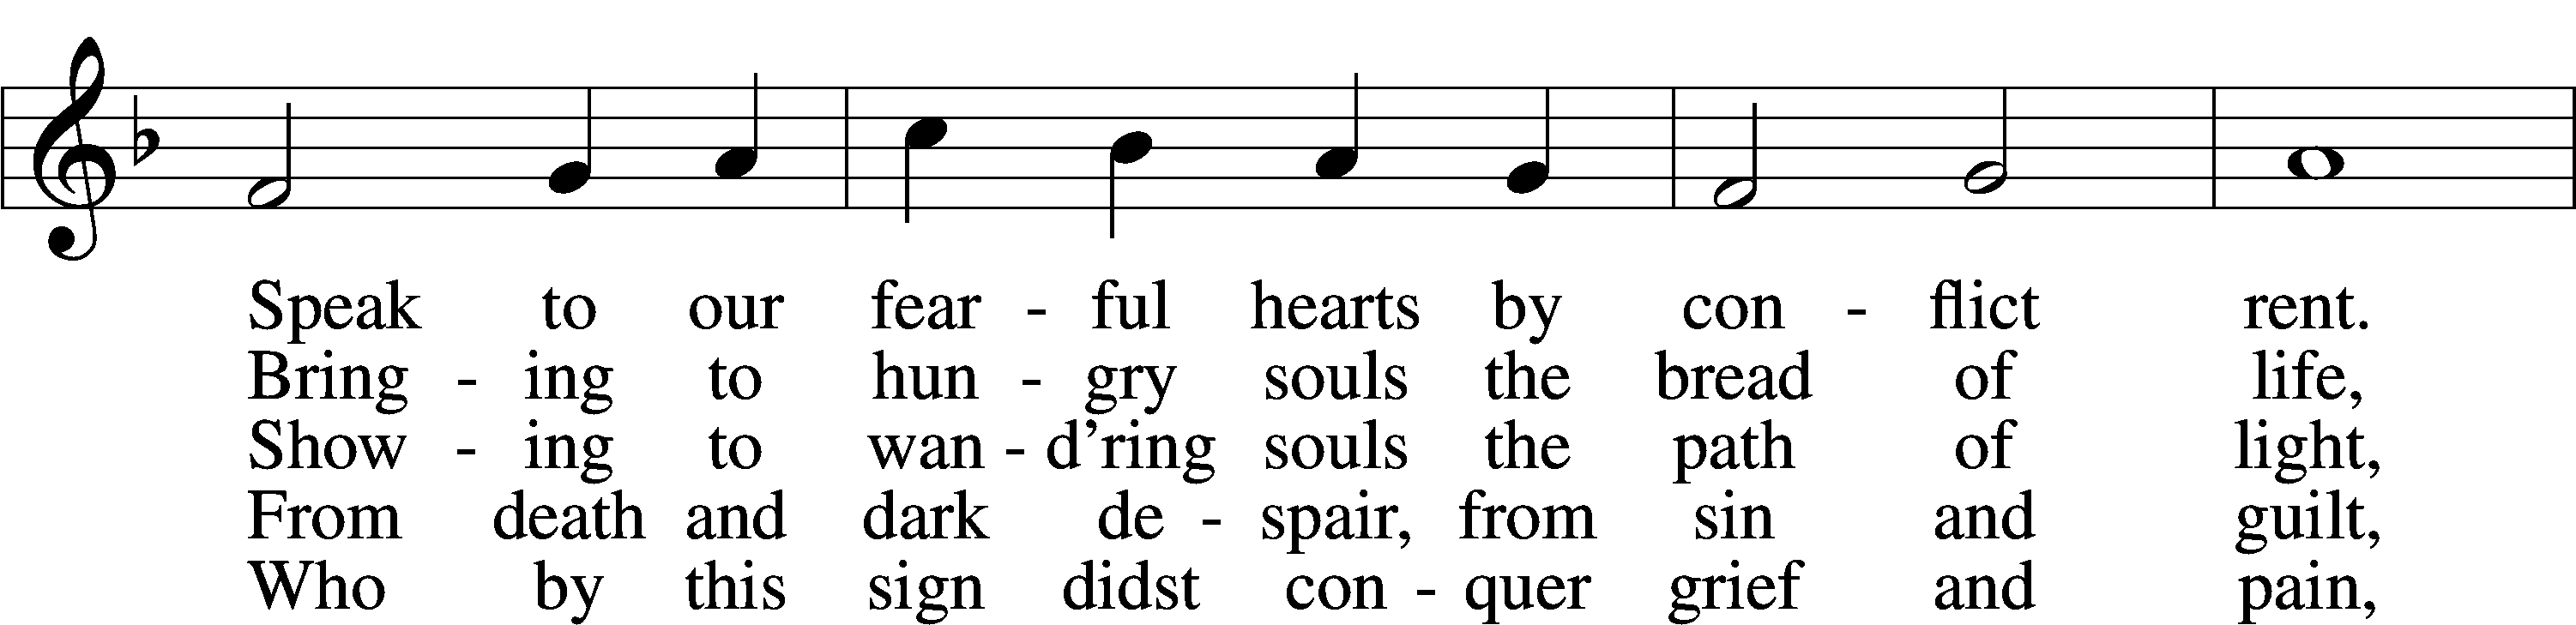 Speak to our fear - ful hearts by con - flict rent.
Bring - ing to hun - gry souls the bread of life,
Show - ing to wan - d’ring souls the path of light,
From death and dark de - spair, from sin and guilt,
Who by this sign didst con - quer grief and pain,